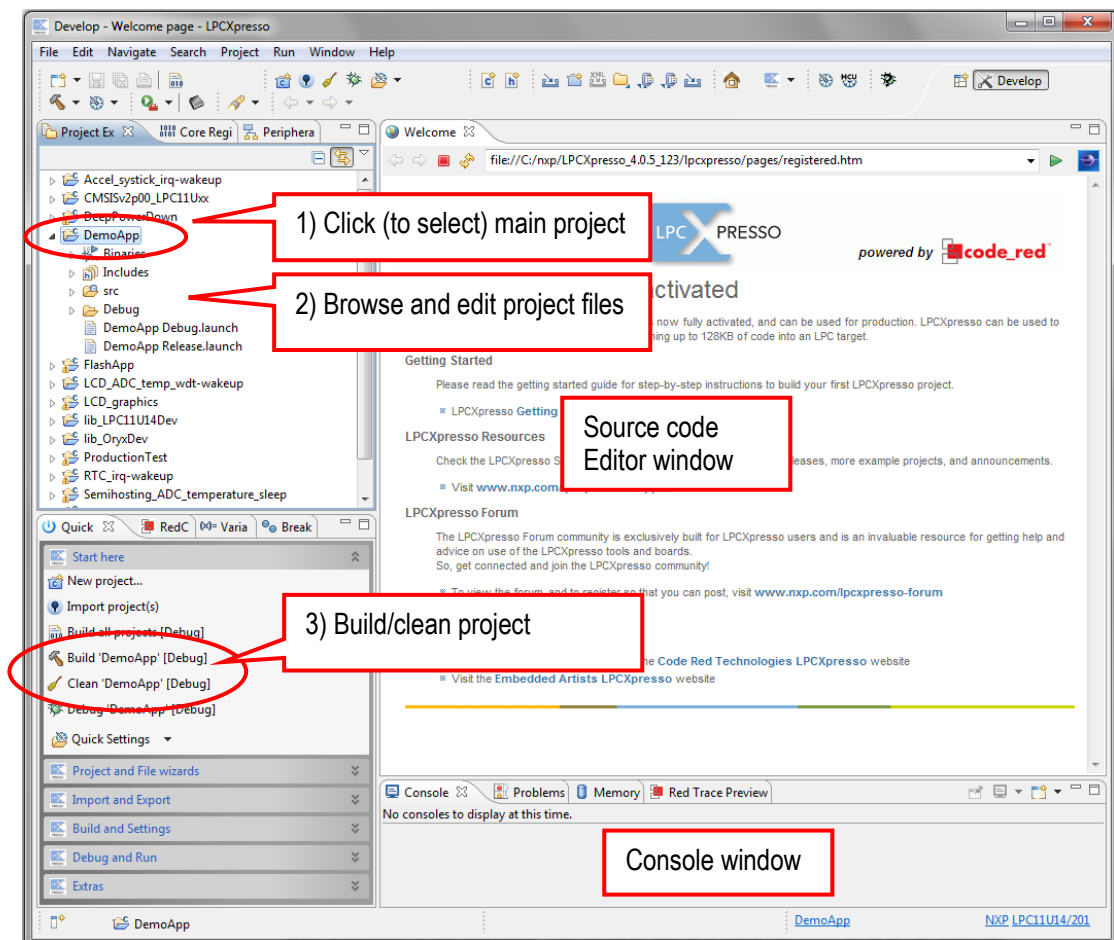 Develop - Welcome page - LPCXpresso
File Edit Navigate Search Project Run Window Help
Develop
Project Ex Core Regi Periphera
Accel_systick_irq-wakeup
CMSISv2p00_LPC11Uxx
DeepPowerDown
DemoApp
Binaries
Includes
src
Debug
DemoApp Debug.launch
DemoApp Release.launch
FlashApp
LCD_ADC_temp_wdt-wakeup
LCD_graphics
lib_LPC11U14Dev
lib_OryxDev
ProductionTest
RTC_irq-wakeup
Semihosting_ADC_temperature_sleep
1) Click (to select) main project
2) Browse and edit project files
Welcome
file://C:/nxp/LPCXpresso_4.0.5_123/lpcxpresso/pages/registered.htm
LPC XPRESSO
powered by code_red
ctivated
now fully activated, and can be used for production. LPCXpresso can be used to
ing up to 128KB of code into an LPC target.
Getting Started
Please read the getting started guide for step-by-step instructions to build your first LPCXpresso project.
LPCXpresso Getting
LPCXpresso Resources
Check the LPCXpresso S eases, more example projects, and announcements.
Visit www.nxp.com
Source code
Editor window
LPCXpresso Forum
The LPCXpresso Forum community is exclusively built for LPCXpresso users and is an invaluable resource for getting help and
advice on use of the LPCXpresso tools and boards.
So, get connected and join the LPCXpresso community!
To view the forum, and to register so that you can post, visit www.nxp.com/lpcxpresso-forum
e Code Red Technologies LPCXpresso website
Visit the Embedded Artists LPCXpresso website
Quick RedC (x)= Varia Break
Start here
New project...
Import project(s)
Build all projects [Debug]
Build 'DemoApp' [Debug]
Clean 'DemoApp' [Debug]
Debug 'DemoApp' [Debug]
Quick Settings
3) Build/clean project
Project and File wizards
Import and Export
Build and Settings
Debug and Run
Extras
Console Problems Memory Red Trace Preview
No consoles to display at this time.
Console window
DemoApp
DemoApp
NXP LPC11U14/201